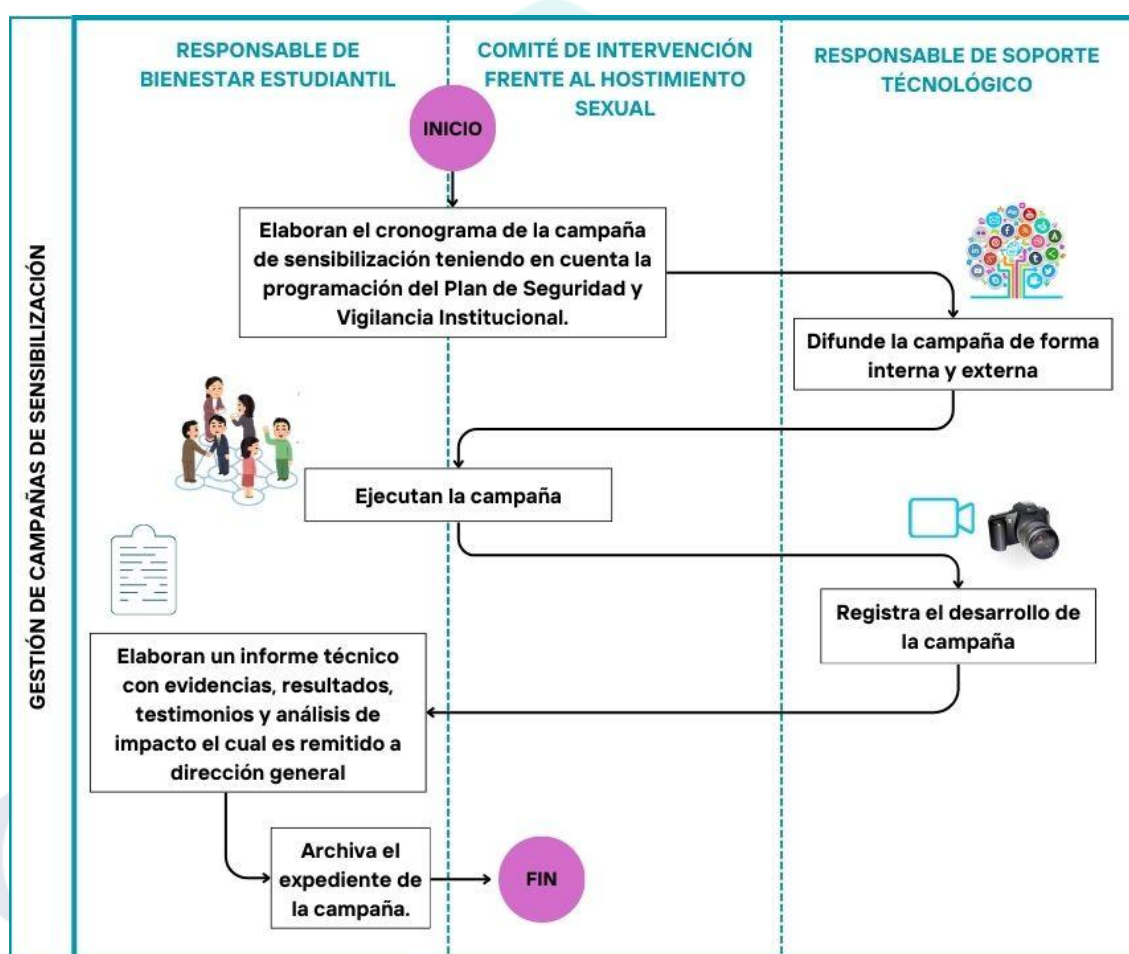 RESPONSABLE DE
BIENESTAR ESTUDIANTIL
COMITÉ DE INTERVENCIÓN
FRENTE AL HOSTIMIENTO
SEXUAL
RESPONSABLE DE SOPORTE
TÉCNOLÓGICO
GESTIÓN DE CAMPAÑAS DE SENSIBILIZACIÓN
INICIO
Elaboran el cronograma de la campaña
de sensibilización teniendo en cuenta la
programación del Plan de Seguridad y
Vigilancia Institucional.
Difunde la campaña de forma
interna y externa
Ejecutan la campaña
Registra el desarrollo de
la campaña
Elaboran un informe técnico
con evidencias, resultados,
testimonios y análisis de
impacto el cual es remitido a
dirección general
Archiva el
expediente de
la campaña.
FIN